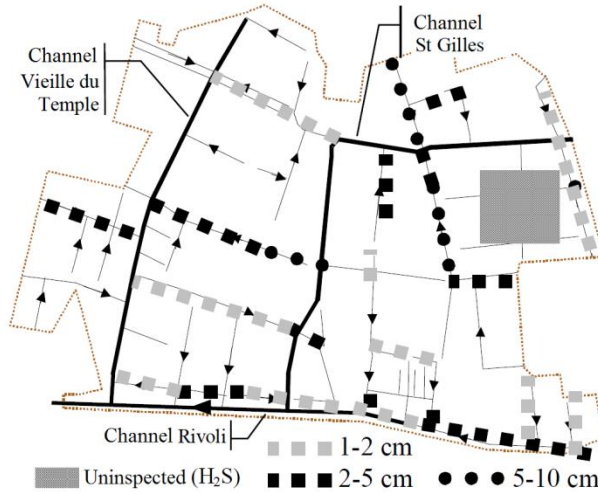 Channel
Vieille du
Temple
Channel
St Gilles
Channel Rivoli
1-2 cm
Uninspected (H₂S)
2-5 cm
5-10 cm